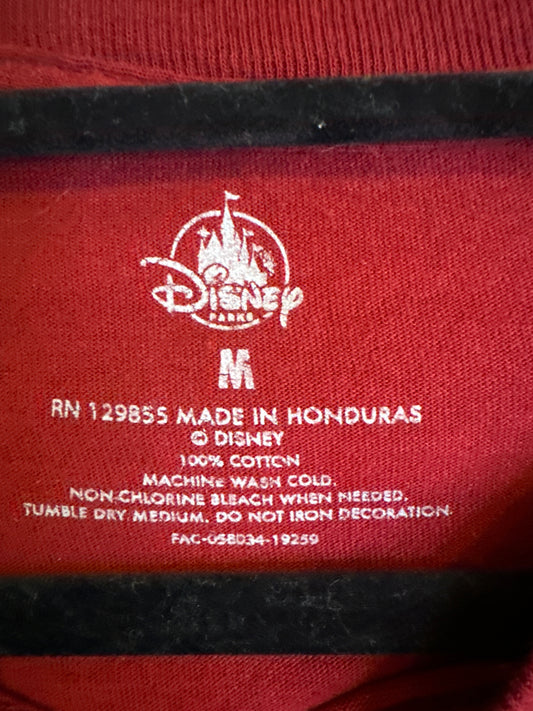 Disney
PARKS
M
RN 129855 MADE IN HONDURAS
© DISNEY
100% COTTON
MACHINE WASH COLD.
NON-CHLORINE BLEACH WHEN NEEDED.
TUMBLE DRY MEDIUM. DO NOT IRON DECORATION.
FAC-058034-19259